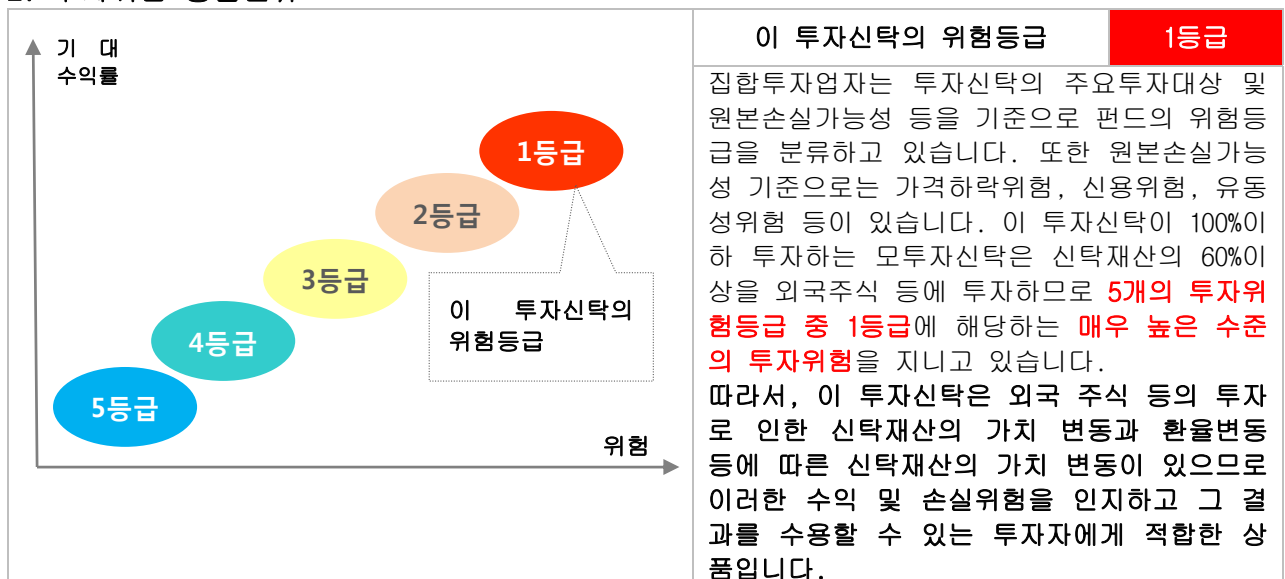 기 대
수익률
1등급
2등급
3등급
이 투자신탁의
위험등급
4등급
5등급
위험
이 투자신탁의 위험등급 1등급
집합투자업자는 투자신탁의 주요투자대상 및
원본손실가능성 등을 기준으로 펀드의 위험등
급을 분류하고 있습니다. 또한 원본손실가능
성 기준으로는 가격하락위험, 신용위험, 유동
성위험 등이 있습니다. 이 투자신탁이 100%이
하 투자하는 모투자신탁은 신탁재산의 60%이
상을 외국주식 등에 투자하므로 5개의 투자위
험등급 중 1등급에 해당하는 매우 높은 수준
의 투자위험을 지니고 있습니다.
따라서, 이 투자신탁은 외국 주식 등의 투자
로 인한 신탁재산의 가치 변동과 환율변동
등에 따른 신탁재산의 가치 변동이 있으므로
이러한 수익 및 손실위험을 인지하고 그 결
과를 수용할 수 있는 투자자에게 적합한 상
품입니다.